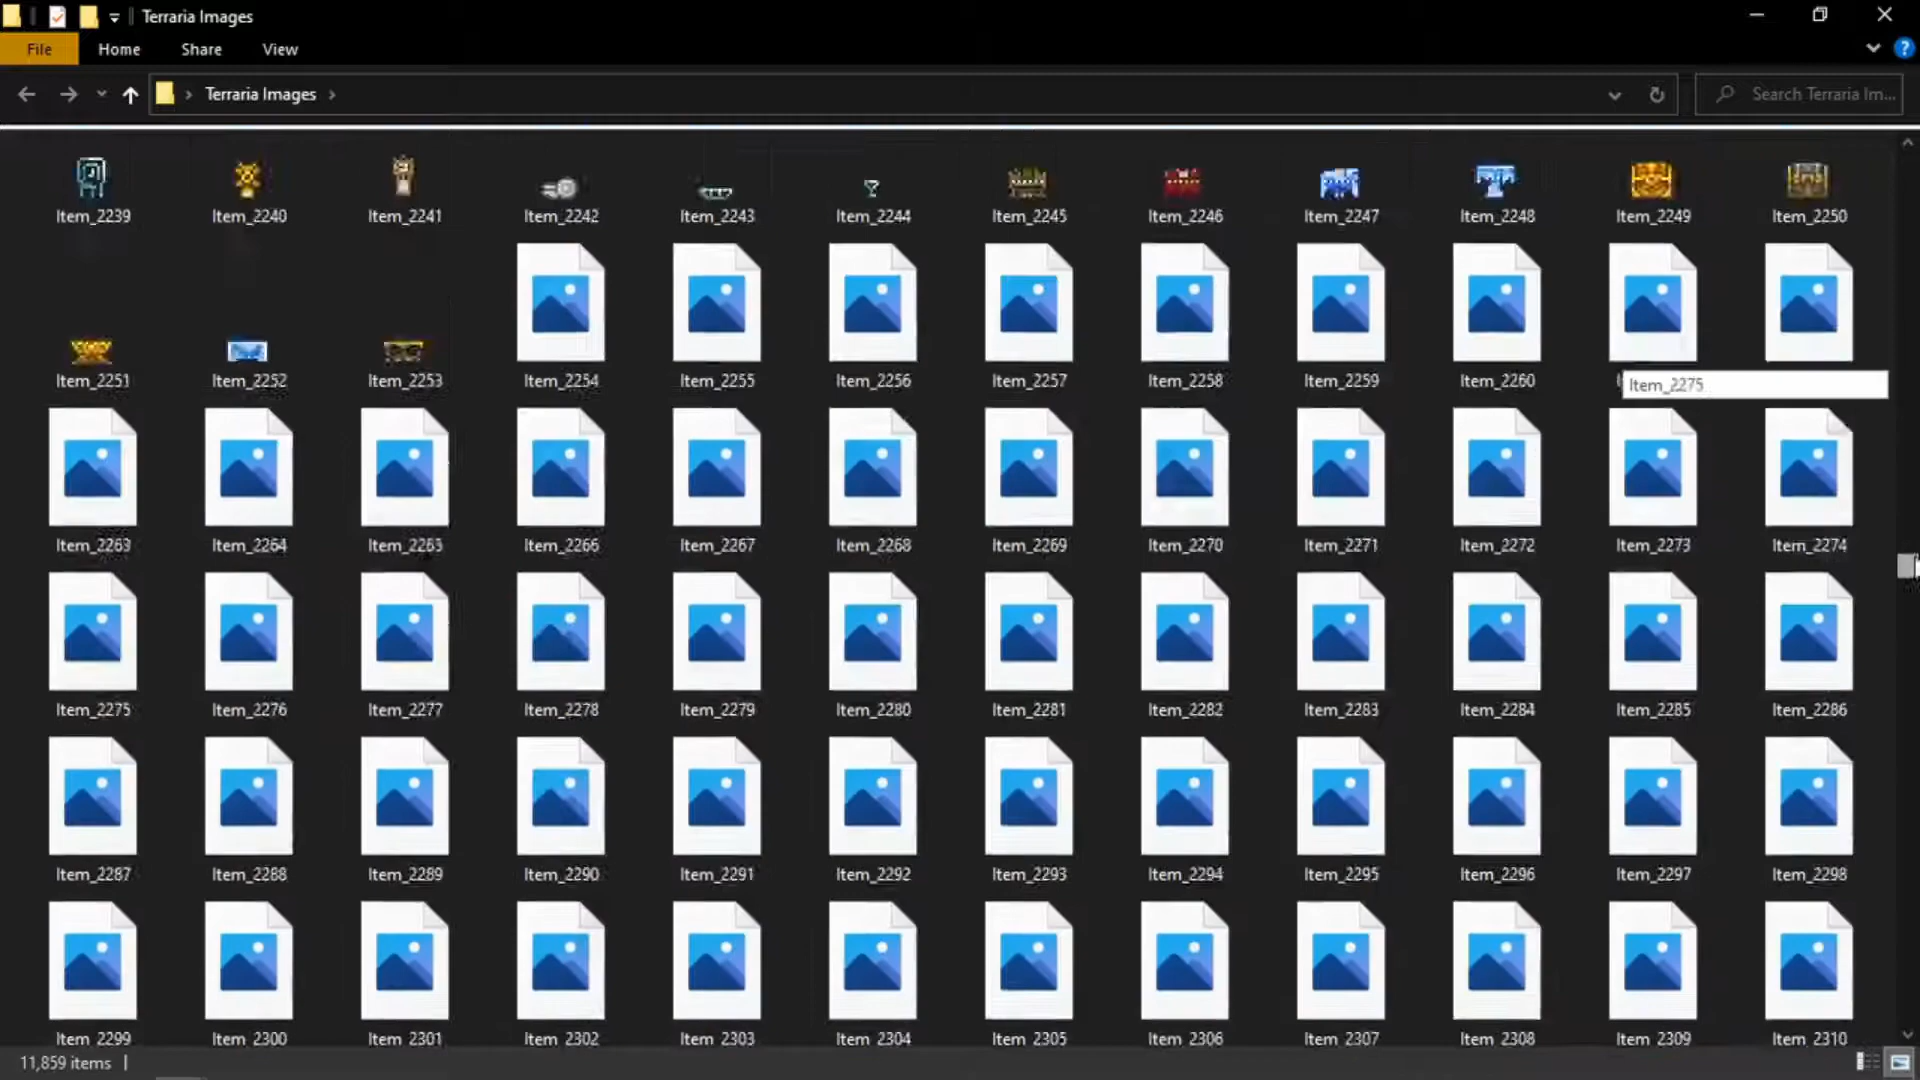 Terraria Images
File Home Share View
Terraria Images
Search Terraria Im...
Item_2239 Item_2240 Item_2241 Item_2242 Item_2243 Item_2244 Item_2245 Item_2246 Item_2247 Item_2248 Item_2249 Item_2250
Item_2251 Item_2252 Item_2253 Item_2254 Item_2255 Item_2256 Item_2257 Item_2258 Item_2259 Item_2260
Item_2275
Item_2263 Item_2264 Item_2265 Item_2266 Item_2267 Item_2268 Item_2269 Item_2270 Item_2271 Item_2272 Item_2273 Item_2274
Item_2275 Item_2276 Item_2277 Item_2278 Item_2279 Item_2280 Item_2281 Item_2282 Item_2283 Item_2284 Item_2285 Item_2286
Item_2287 Item_2288 Item_2289 Item_2290 Item_2291 Item_2292 Item_2293 Item_2294 Item_2295 Item_2296 Item_2297 Item_2298
Item_2299 Item_2300 Item_2301 Item_2302 Item_2303 Item_2304 Item_2305 Item_2306 Item_2307 Item_2308 Item_2309 Item_2310
11,859 items